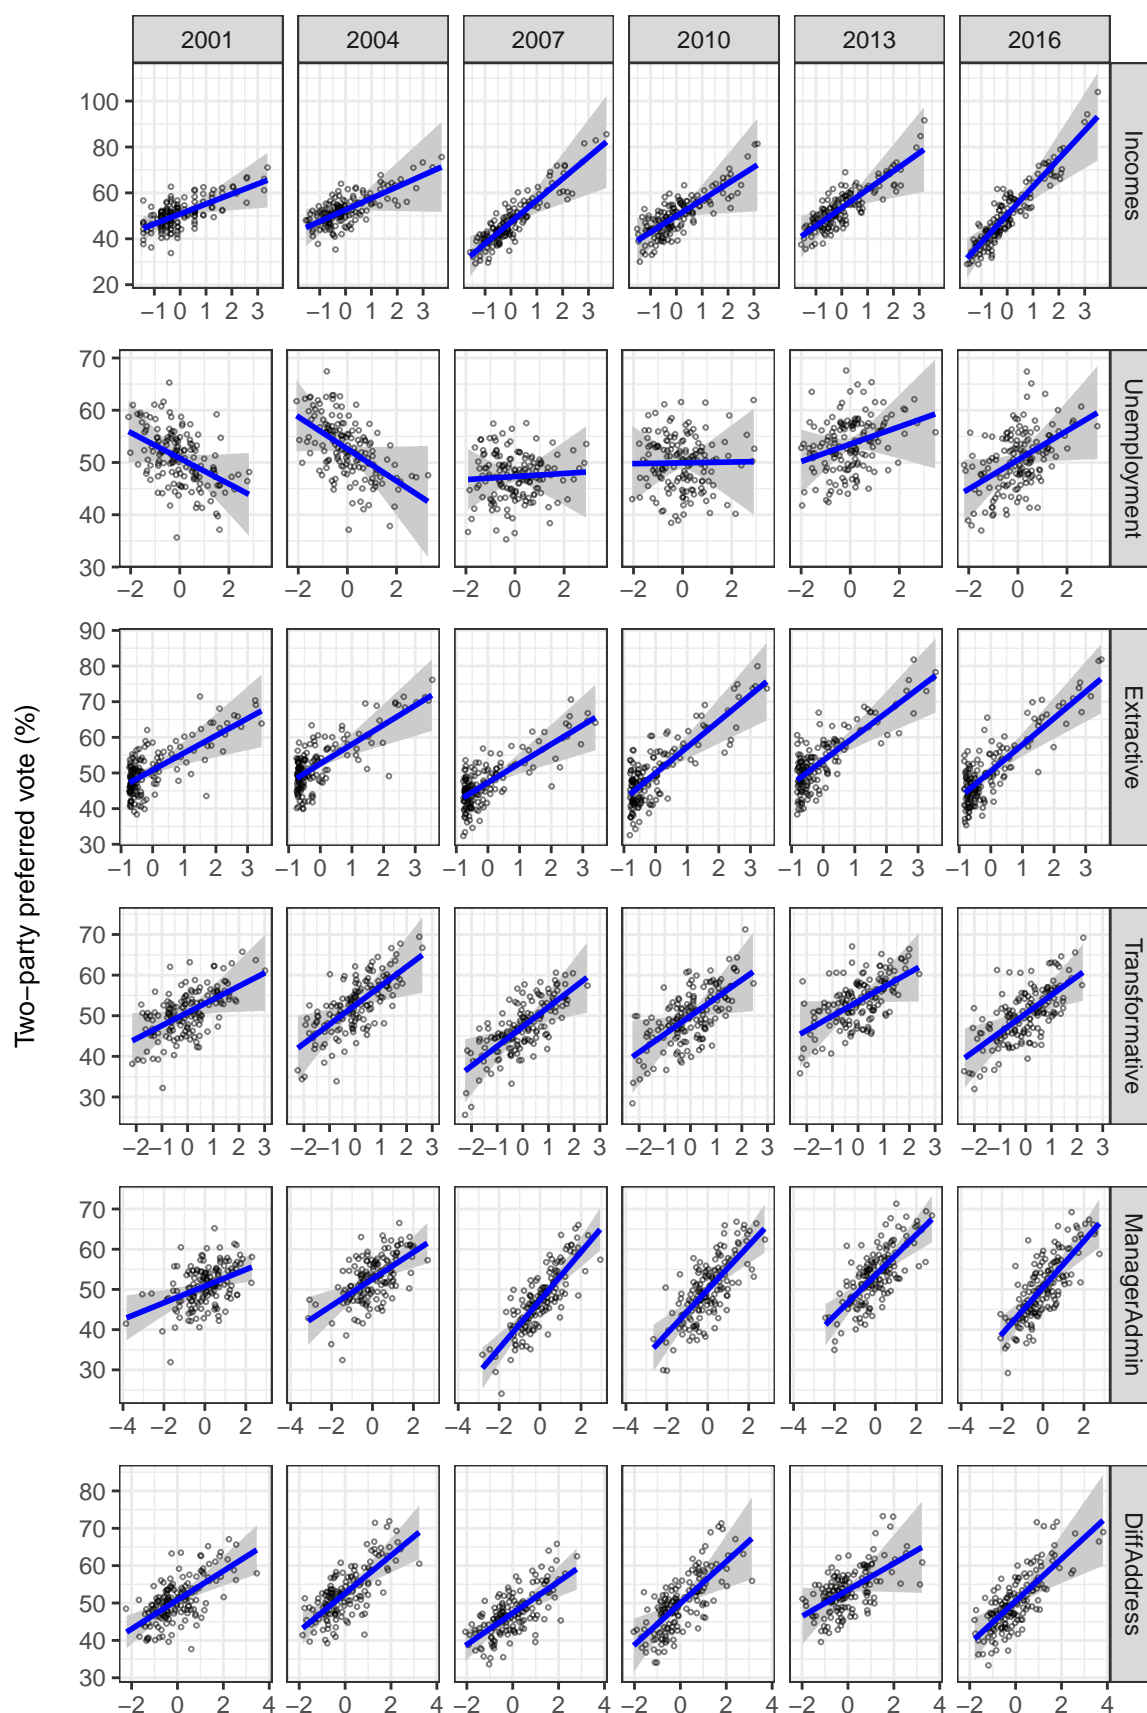 2001 2004 2007 2010 2013 2016
100
80
60
40
20
Incomes
−1 0 1 2 3 −1 0 1 2 3 −1 0 1 2 3 −1 0 1 2 3 −1 0 1 2 3 −1 0 1 2 3
70
60
50
40
30
Unemployment
−2 0 2 −2 0 2 −2 0 2 −2 0 2 −2 0 2 −2 0 2
Two−party preferred vote (%)
90
80
70
60
50
40
30
Extractive
−1 0 1 2 3 −1 0 1 2 3 −1 0 1 2 3 −1 0 1 2 3 −1 0 1 2 3 −1 0 1 2 3
70
60
50
40
30
Transformative
−2 −1 0 1 2 3 −2 −1 0 1 2 3 −2 −1 0 1 2 3 −2 −1 0 1 2 3 −2 −1 0 1 2 3 −2 −1 0 1 2 3
70
60
50
40
30
ManagerAdmin
−4 −2 0 2 −4 −2 0 2 −4 −2 0 2 −4 −2 0 2 −4 −2 0 2 −4 −2 0 2
80
70
60
50
40
30
DiffAddress
−2 0 2 4 −2 0 2 4 −2 0 2 4 −2 0 2 4 −2 0 2 4 −2 0 2 4